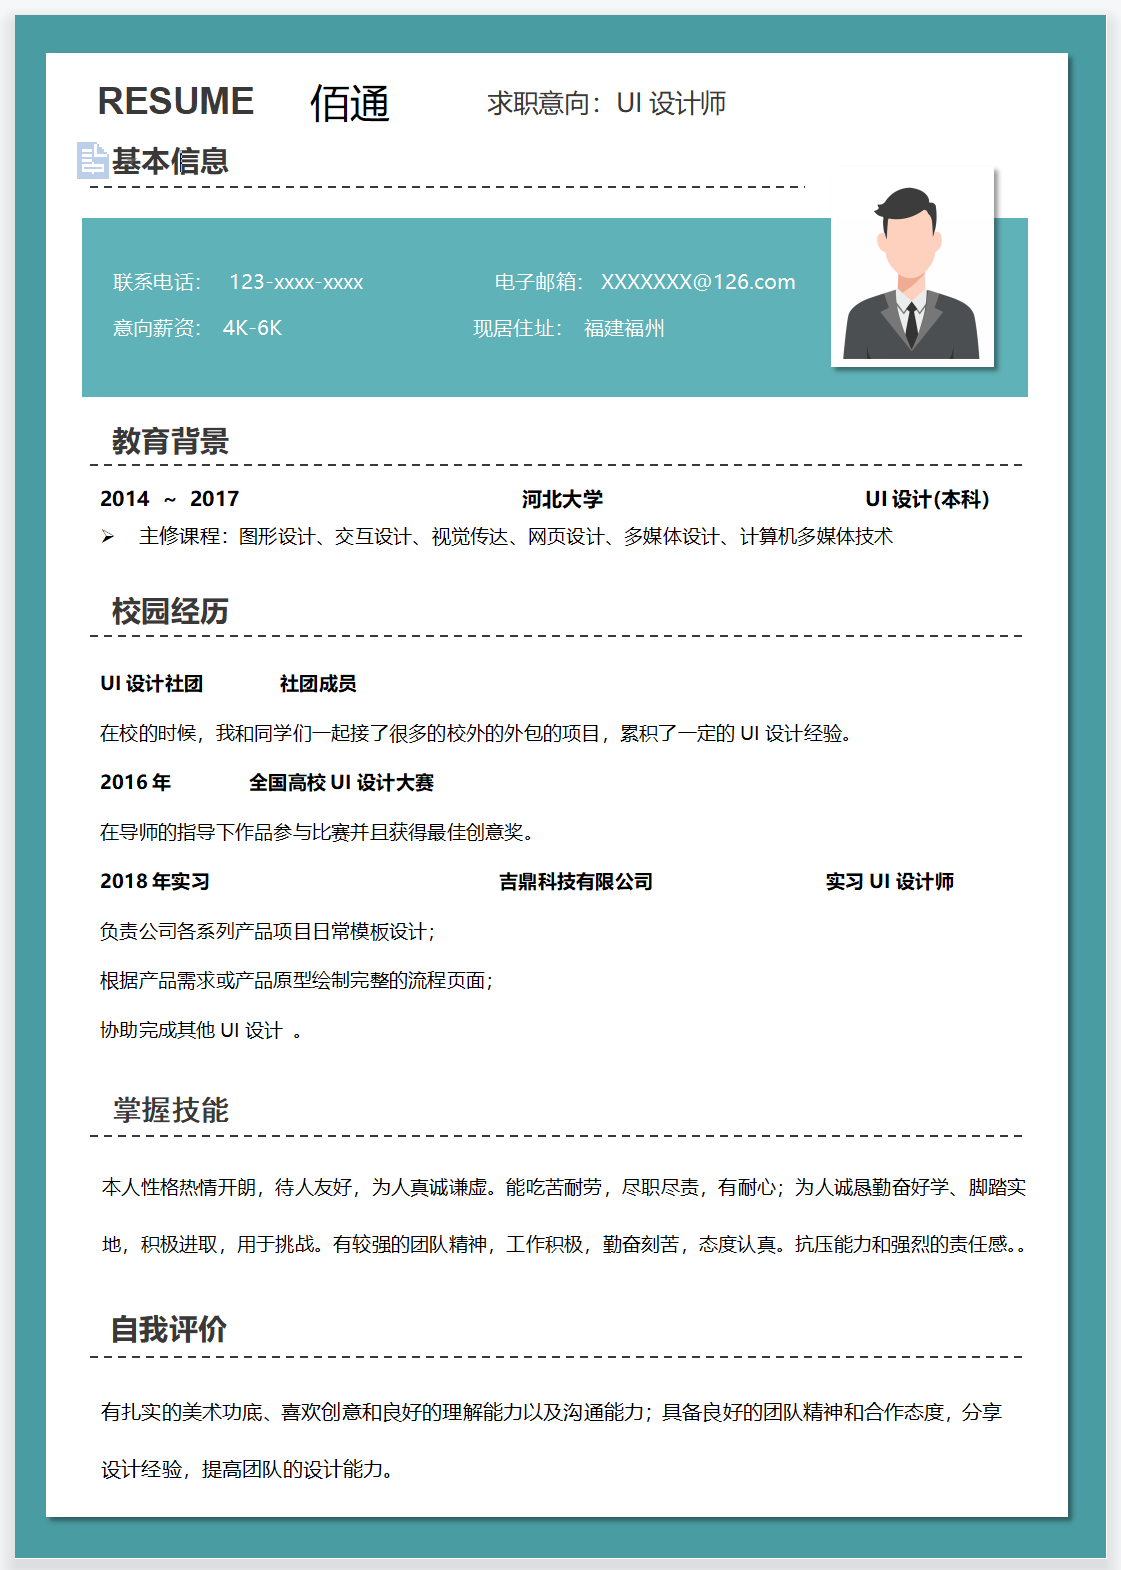 RESUME 佰通 求职意向：UI 设计师
基本信息
联系电话： 123-xxxx-xxxx 电子邮箱： XXXXXXX@126.com
意向薪资： 4K-6K 现居住址： 福建福州
教育背景
2014 ~ 2017 河北大学 UI 设计(本科)
➢ 主修课程：图形设计、交互设计、视觉传达、网页设计、多媒体设计、计算机多媒体技术
校园经历
UI 设计社团 社团成员
在校的时候，我和同学们一起接了很多的校外的外包的项目，累积了一定的 UI 设计经验。
2016 年 全国高校 UI 设计大赛
在导师的指导下作品参与比赛并且获得最佳创意奖。
2018 年实习 吉鼎科技有限公司 实习 UI 设计师
负责公司各系列产品项目日常模板设计；
根据产品需求或产品原型绘制完整的流程页面；
协助完成其他 UI 设计 。
掌握技能
本人性格热情开朗，待人友好，为人真诚谦虚。能吃苦耐劳，尽职尽责，有耐心；为人诚恳勤奋好学、脚踏实
地，积极进取，用于挑战。有较强的团队精神，工作积极，勤奋刻苦，态度认真。抗压能力和强烈的责任感。。
自我评价
有扎实的美术功底、喜欢创意和良好的理解能力以及沟通能力；具备良好的团队精神和合作态度，分享
设计经验，提高团队的设计能力。